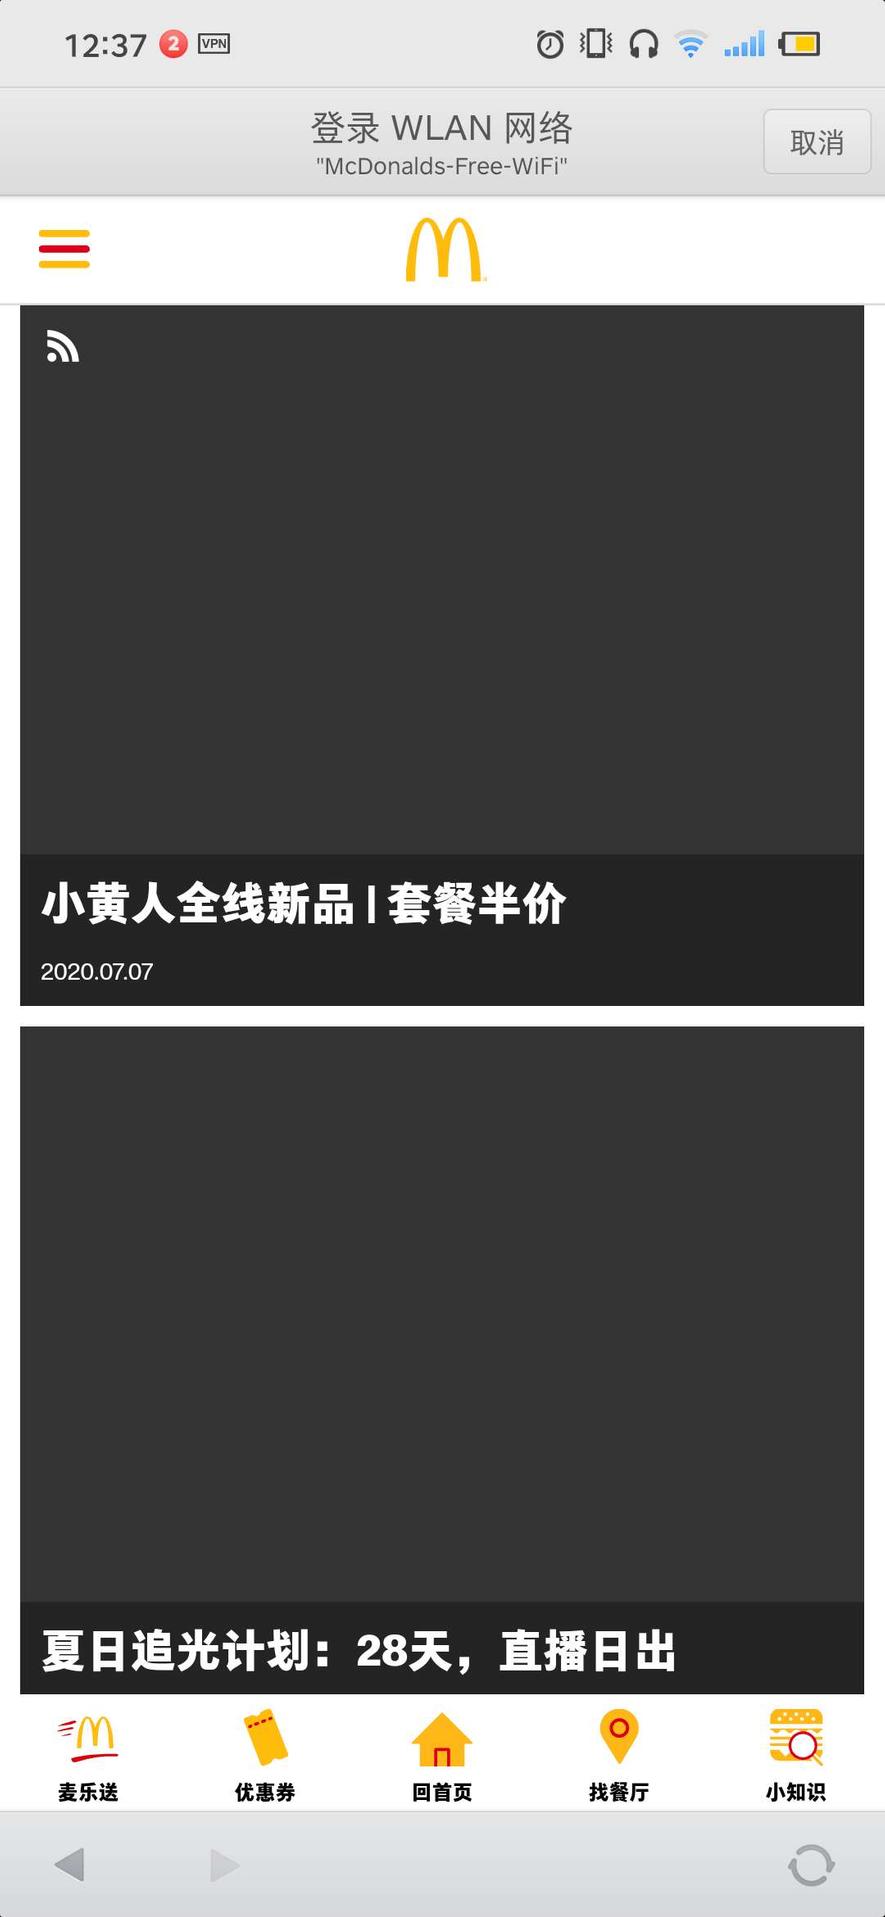 12:37 2 VPN
登录 WLAN 网络
"McDonalds-Free-WiFi"
取消
小黄人全线新品 | 套餐半价
2020.07.07
夏日追光计划：28天，直播日出
麦乐送 优惠券 回首页 找餐厅 小知识